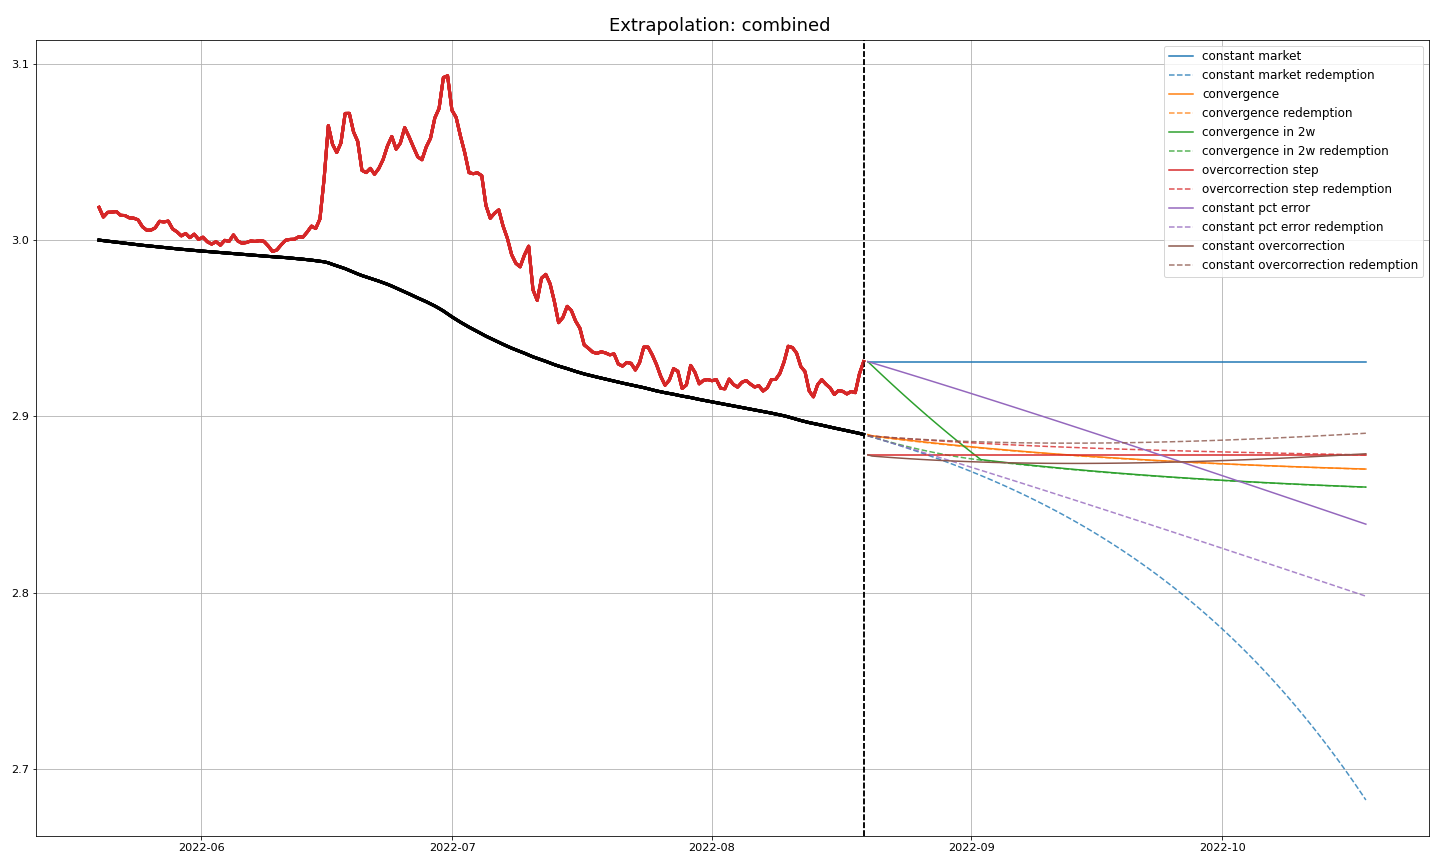 Extrapolation: combined
3.1
3.0
2.9
2.8
2.7
constant market
constant market redemption
convergence
convergence redemption
convergence in 2w
convergence in 2w redemption
overcorrection step
overcorrection step redemption
constant pct error
constant pct error redemption
constant overcorrection
constant overcorrection redemption
2022-06 2022-07 2022-08 2022-09 2022-10